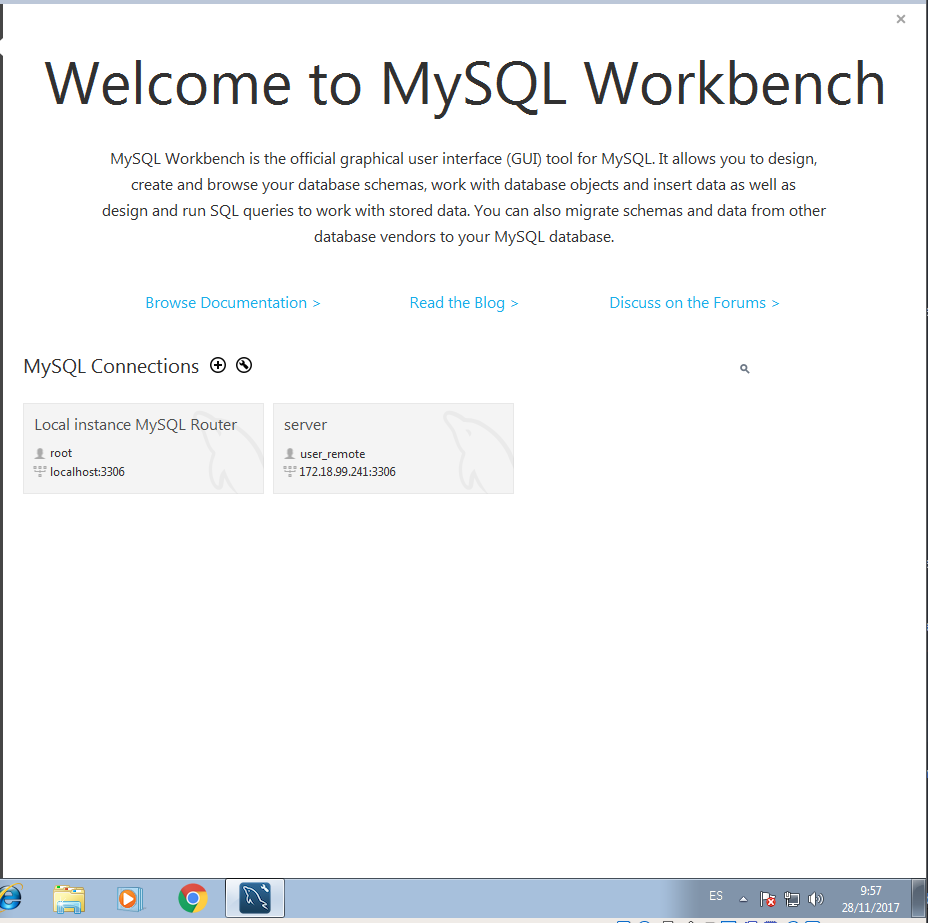 Welcome to MySQL Workbench
MySQL Workbench is the official graphical user interface (GUI) tool for MySQL. It allows you to design,
create and browse your database schemas, work with database objects and insert data as well as
design and run SQL queries to work with stored data. You can also migrate schemas and data from other
database vendors to your MySQL database.
Browse Documentation >
Read the Blog >
Discuss on the Forums >
MySQL Connections
Local instance MySQL Router
root
localhost:3306
server
user_remote
172.18.99.241:3306
ES
9:57
28/11/2017